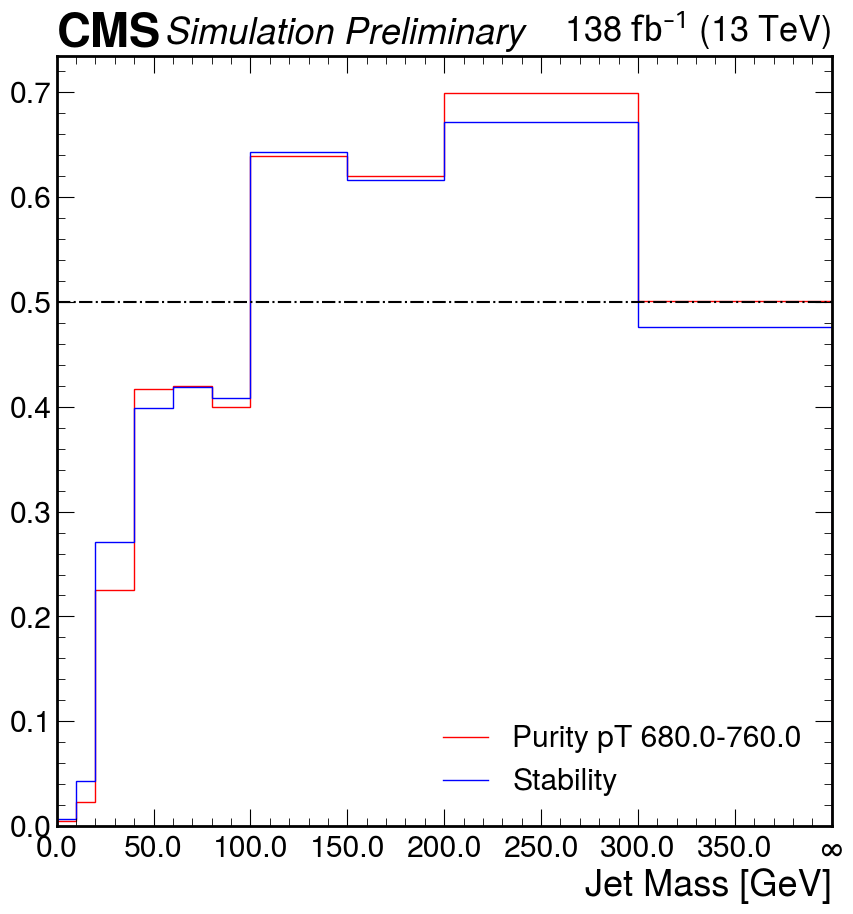 CMS Simulation Preliminary 138 fb⁻¹ (13 TeV)
0.7
0.6
0.5
0.4
0.3
0.2
0.1
0.0
Purity pT 680.0-760.0
Stability
0.0 50.0 100.0 150.0 200.0 250.0 300.0 350.0 ∞
Jet Mass [GeV]